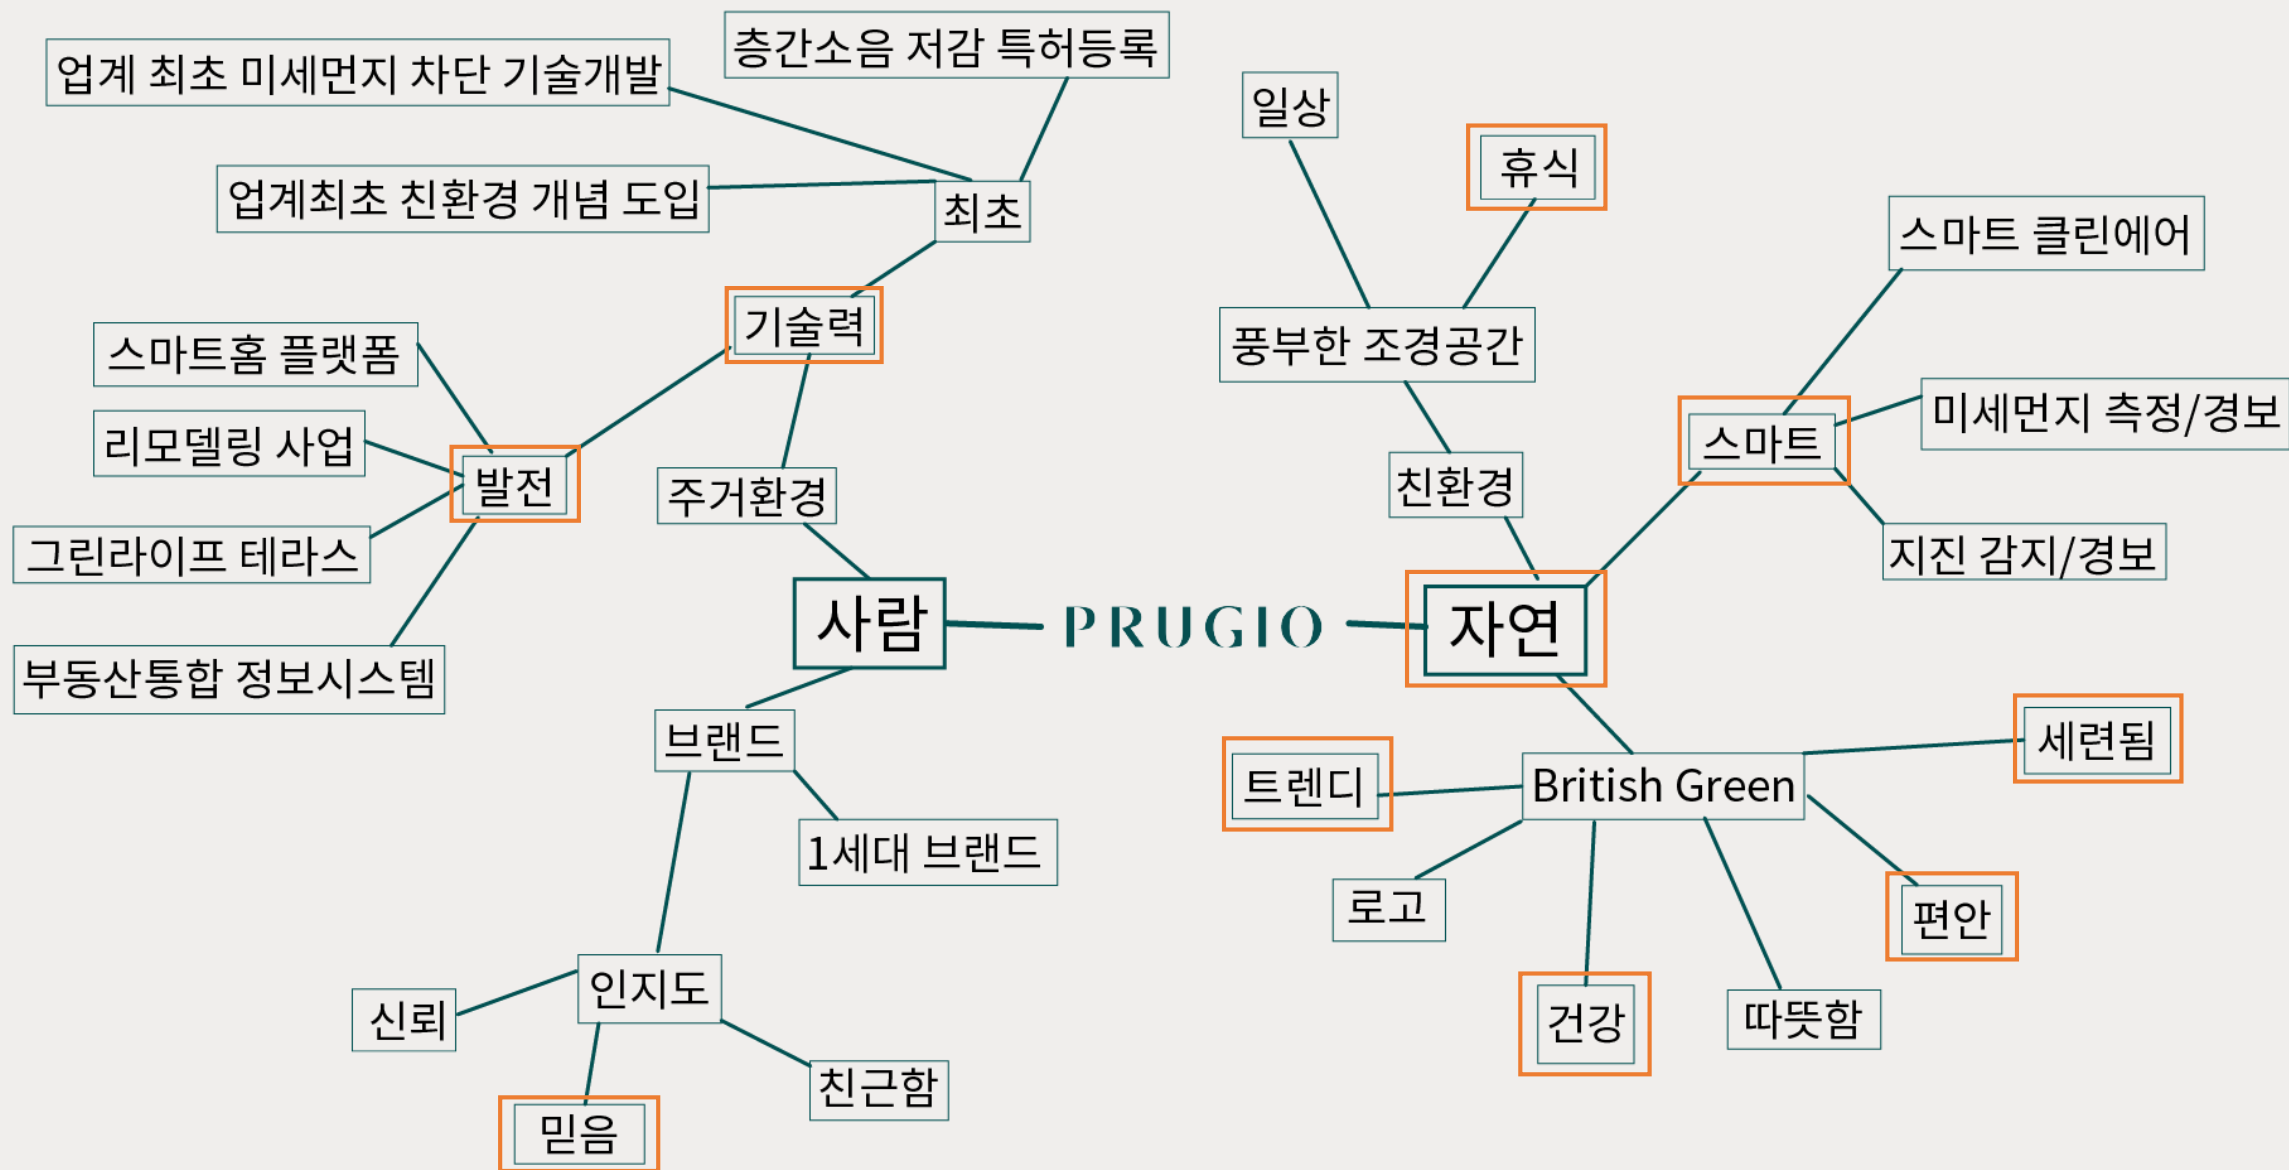 층간소음 저감 특허등록
업계 최초 미세먼지 차단 기술개발
일상
휴식
업계최초 친환경 개념 도입
최초
스마트 클린에어
기술력
스마트홈 플랫폼
풍부한 조경공간
미세먼지 측정/경보
리모델링 사업
스마트
발전
주거환경
친환경
그린라이프 테라스
지진 감지/경보
사람
PRUGIO
자연
부동산통합 정보시스템
브랜드
세련됨
트렌디
British Green
1세대 브랜드
로고
편안
인지도
신뢰
건강
따뜻함
친근함
믿음